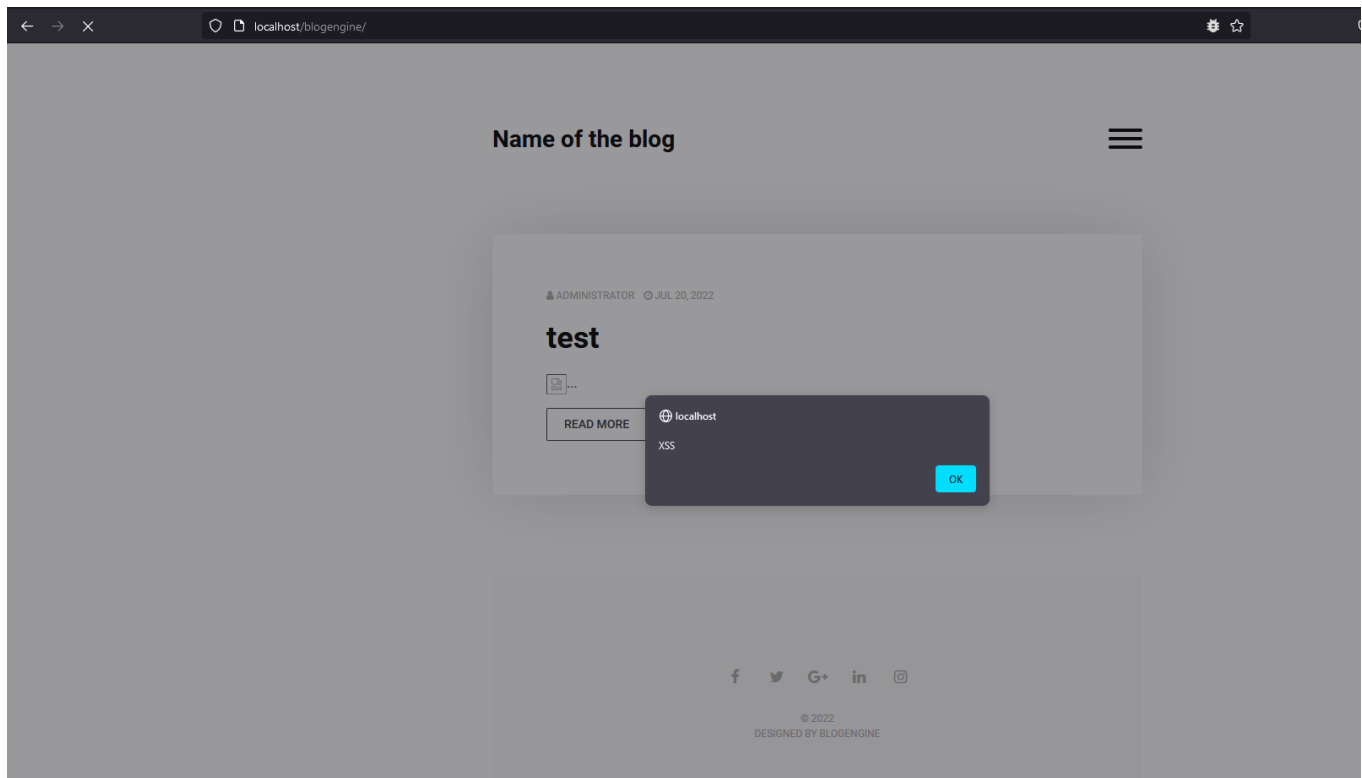 localhost/blogengine/
Name of the blog
ADMINISTRATOR JUL 20, 2022
test
...
READ MORE
localhost
XSS
OK
f G+ in
© 2022
DESIGNED BY BLOGENGINE